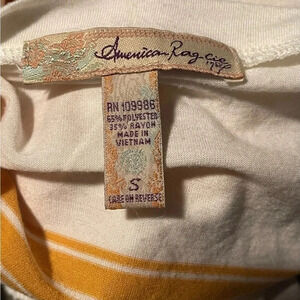 American Rag cie
RN 109986
65% POLYESTER
35% RAYON
MADE IN
VIETNAM
S
CARE ON REVERSE